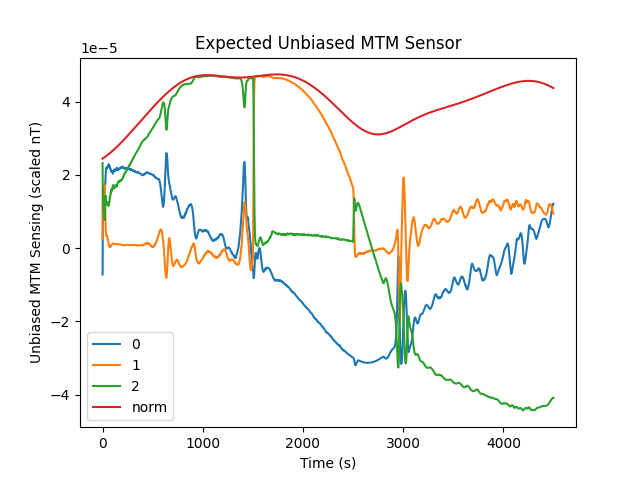 Expected Unbiased MTM Sensor
1e−5
Unbiased MTM Sensing (scaled nT)
4
2
0
−2
−4
0
1
2
norm
0 1000 2000 3000 4000
Time (s)